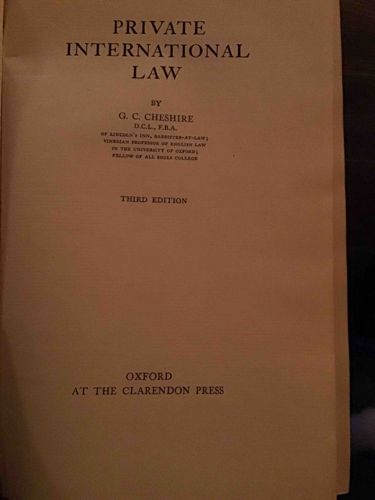 PRIVATE
INTERNATIONAL
LAW
BY
G. C. CHESHIRE
D.C.L., F.B.A.
OF LINCOLN'S INN, BARRISTER-AT-LAW;
VINERIAN PROFESSOR OF ENGLISH LAW
IN THE UNIVERSITY OF OXFORD;
FELLOW OF ALL SOULS COLLEGE
THIRD EDITION
OXFORD
AT THE CLARENDON PRESS